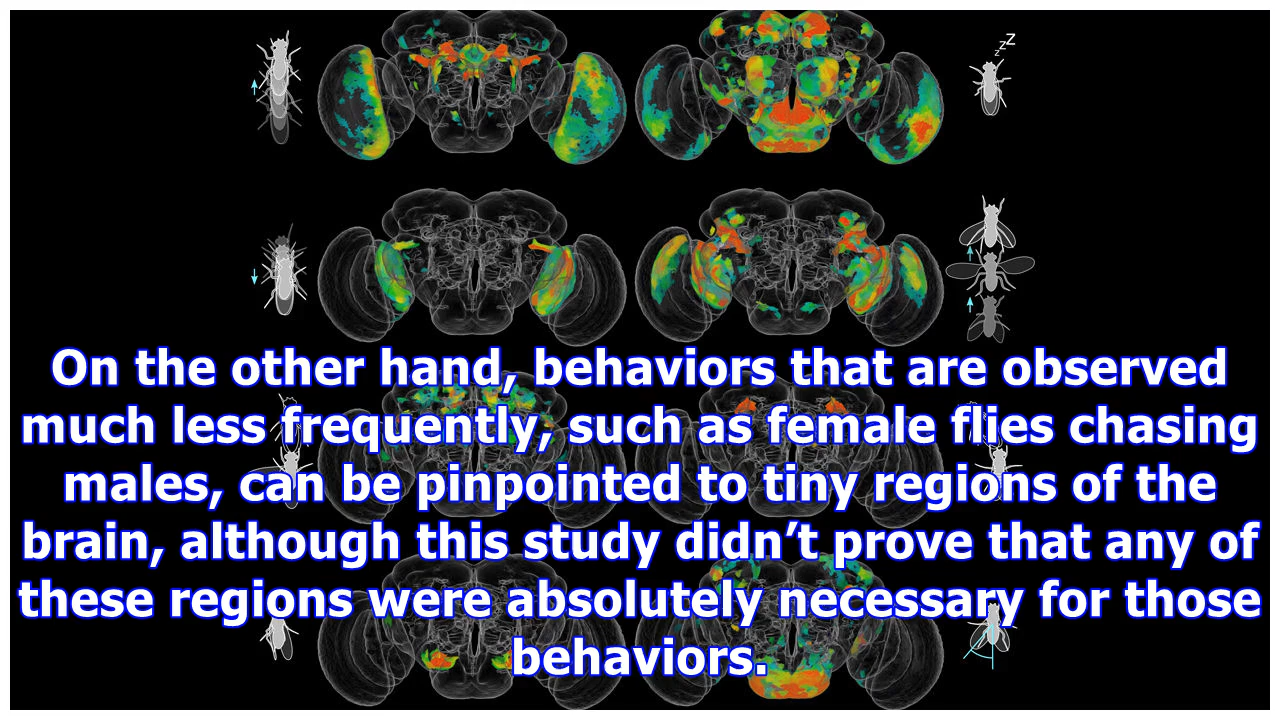 zzZ
On the other hand, behaviors that are observed
much less frequently, such as female flies chasing
males, can be pinpointed to tiny regions of the
brain, although this study didn’t prove that any of
these regions were absolutely necessary for those
behaviors.